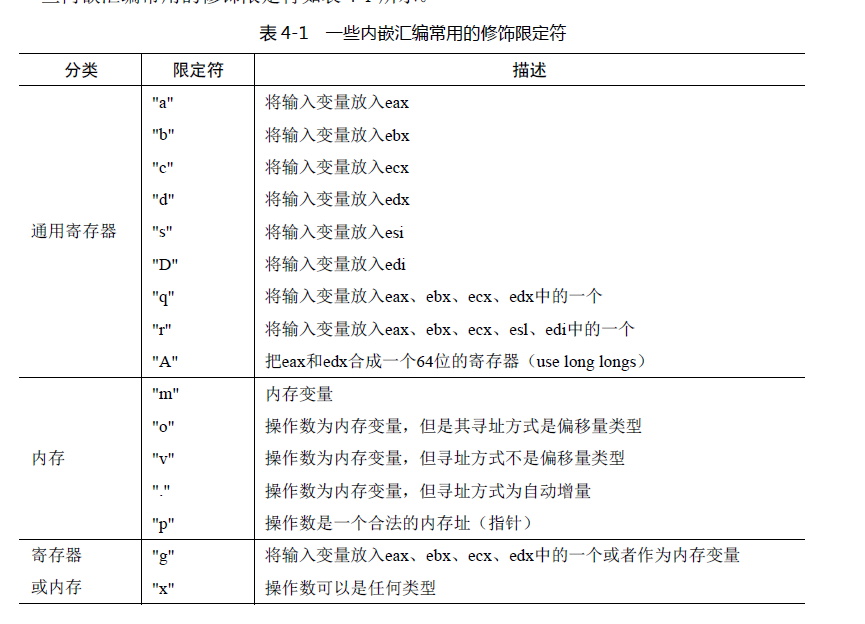 表 4-1 一些内嵌汇编常用的修饰限定符
分类 限定符 描述
"a" 将输入变量放入eax
"b" 将输入变量放入ebx
"c" 将输入变量放入ecx
"d" 将输入变量放入edx
通用寄存器 "s" 将输入变量放入esi
"D" 将输入变量放入edi
"q" 将输入变量放入eax、ebx、ecx、edx中的一个
"r" 将输入变量放入eax、ebx、ecx、esl、edi中的一个
"A" 把eax和edx合成一个64位的寄存器（use long longs）
"m" 内存变量
"o" 操作数为内存变量，但是其寻址方式是偏移量类型
内存 "v" 操作数为内存变量，但寻址方式不是偏移量类型
"." 操作数为内存变量，但寻址方式为自动增量
"p" 操作数是一个合法的内存址（指针）
寄存器 "g" 将输入变量放入eax、ebx、ecx、edx中的一个或者作为内存变量
或内存 "x" 操作数可以是任何类型